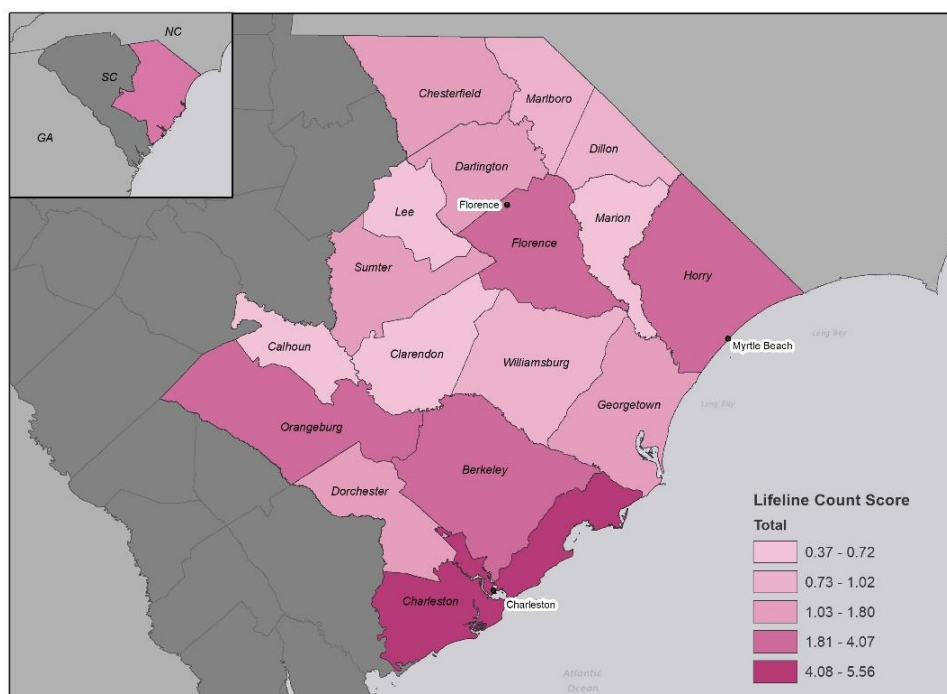 NC
SC
GA
Chesterfield
Marlboro
Dillon
Darlington
Lee
Florence
Florence
Marion
Horry
Sumter
Calhoun
Clarendon
Williamsburg
Myrtle Beach
Long Bay
Georgetown
Long Bay
Orangeburg
Berkeley
Dorchester
Charleston
Charleston
Atlantic
Ocean
Lifeline Count Score
Total
0.37 - 0.72
0.73 - 1.02
1.03 - 1.80
1.81 - 4.07
4.08 - 5.56